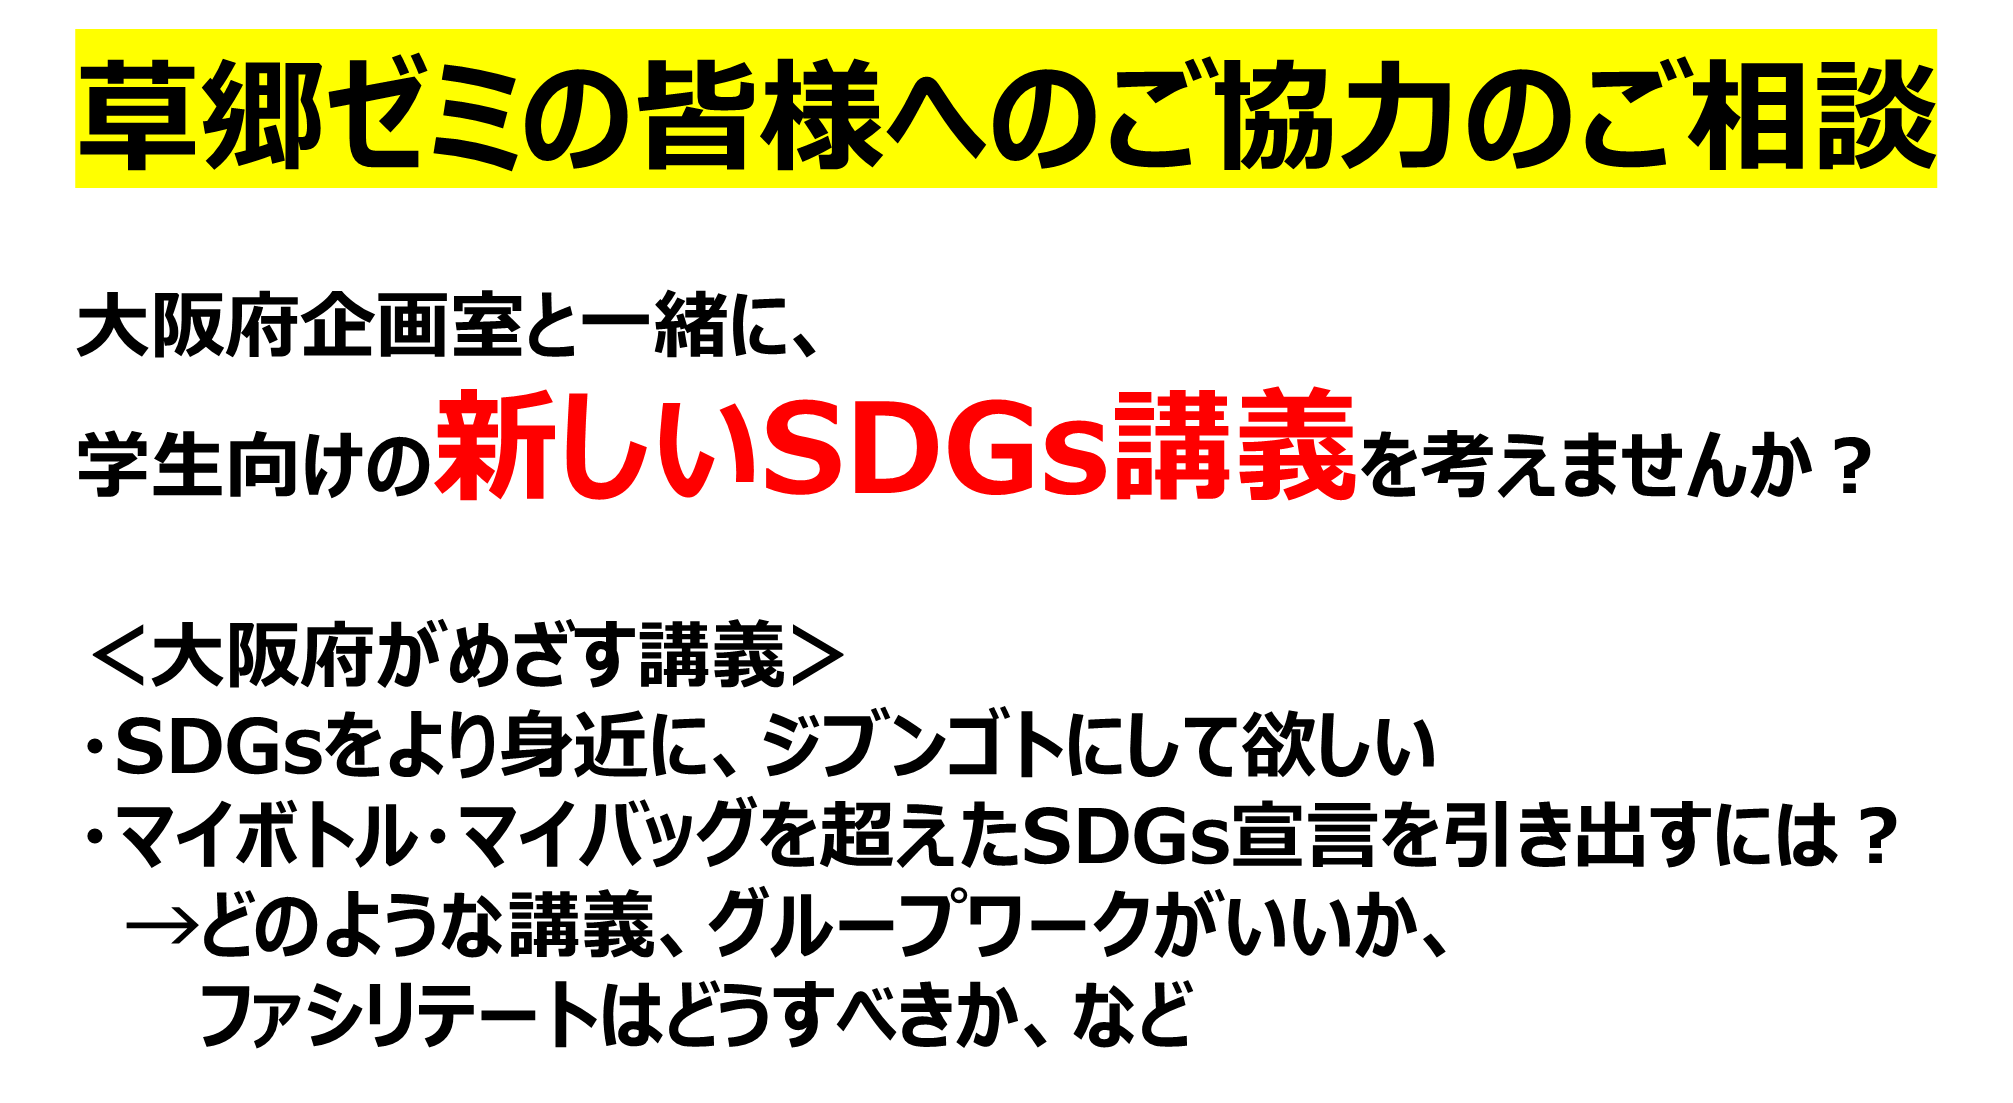 草郷ゼミの皆様へのご協力のご相談
大阪府企画室と一緒に、
学生向けの新しいSDGs講義を考えませんか？
＜大阪府がめざす講義＞
・SDGsをより身近に、ジブンゴトにして欲しい
・マイボトル・マイバッグを超えたSDGs宣言を引き出すには？
→どのような講義、グループワークがいいか、
ファシリテートはどうすべきか、など